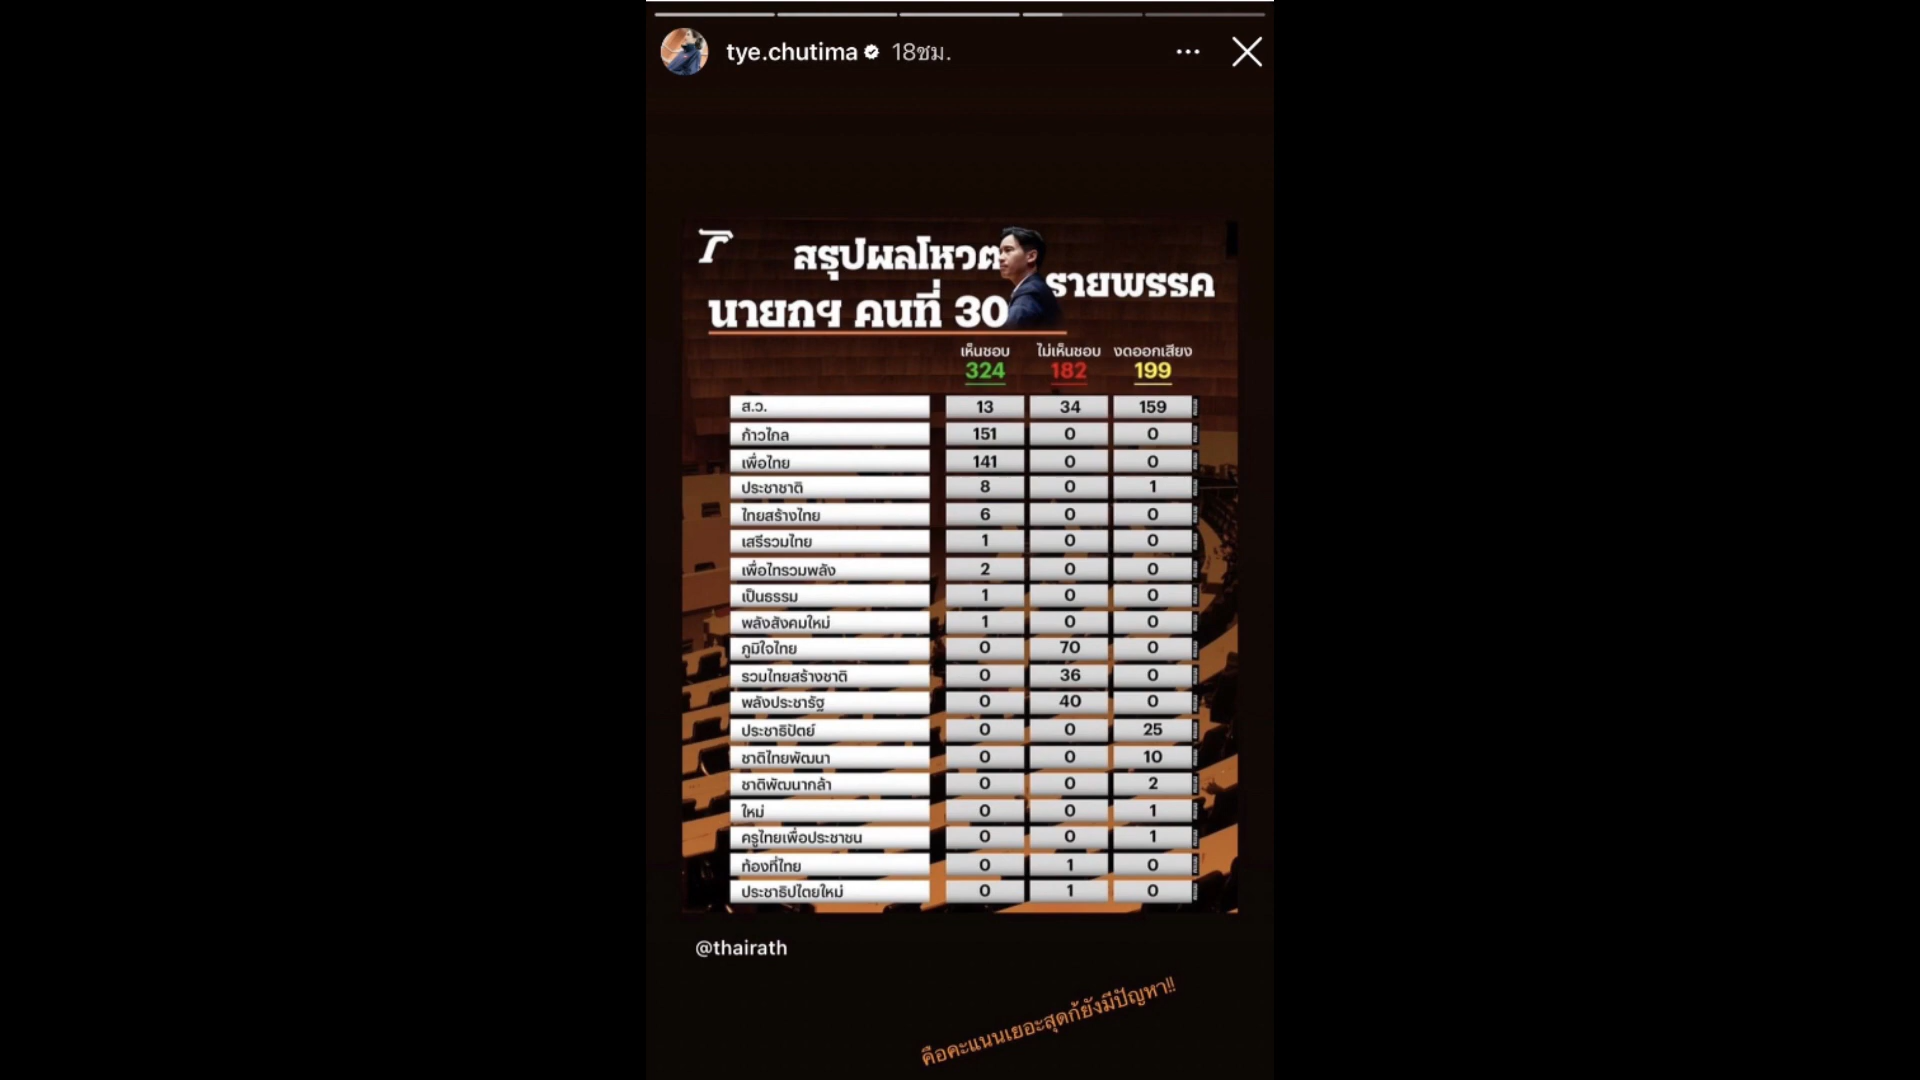 tye.chutima 18ชม.
สรุปผลโหวต
นายกฯ คนที่ 30 รายพรรค
เห็นชอบ ไม่เห็นชอบ งดออกเสียง
324 182 199
ส.ว. 13 34 159
ก้าวไกล 151 0 0
เพื่อไทย 141 0 0
ประชาชาติ 8 0 1
ไทยสร้างไทย 6 0 0
เสรีรวมไทย 1 0 0
เพื่อไทรวมพลัง 2 0 0
เป็นธรรม 1 0 0
พลังสังคมใหม่ 1 0 0
ภูมิใจไทย 0 70 0
รวมไทยสร้างชาติ 0 36 0
พลังประชารัฐ 0 40 0
ประชาธิปัตย์ 0 0 25
ชาติไทยพัฒนา 0 0 10
ชาติพัฒนากล้า 0 0 2
ใหม่ 0 0 1
ครูไทยเพื่อประชาชน 0 0 1
ท้องที่ไทย 0 1 0
ประชาธิปไตยใหม่ 0 1 0
@thairath
คือคะแนนเยอะสุดก้ยังมีปัญหา!!